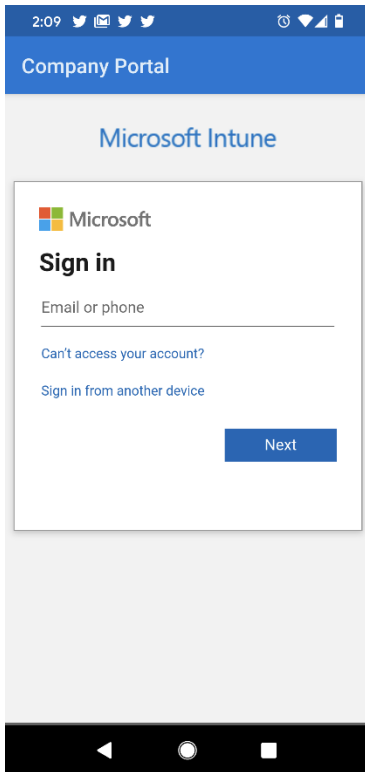 2:09
Company Portal
Microsoft Intune
Microsoft
Sign in
Email or phone
Can't access your account?
Sign in from another device
Next